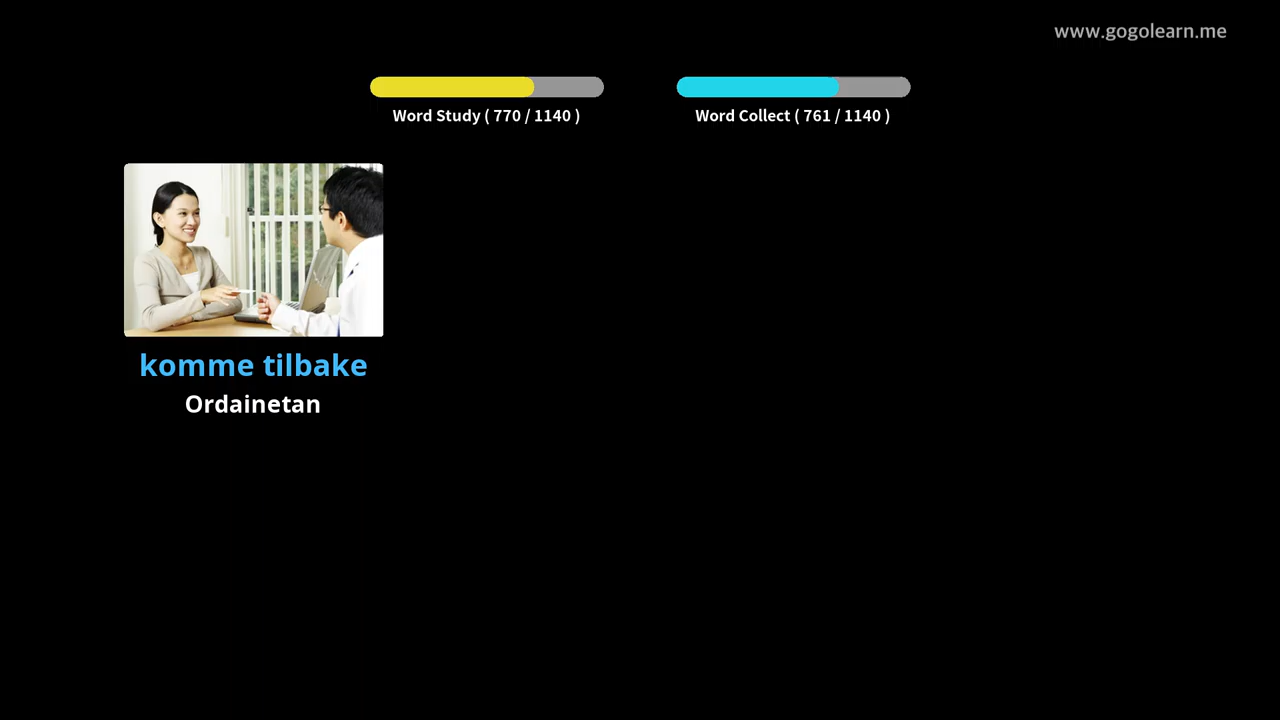 www.gogolearn.me
Word Study ( 770 / 1140 )
Word Collect ( 761 / 1140 )
komme tilbake
Ordainetan